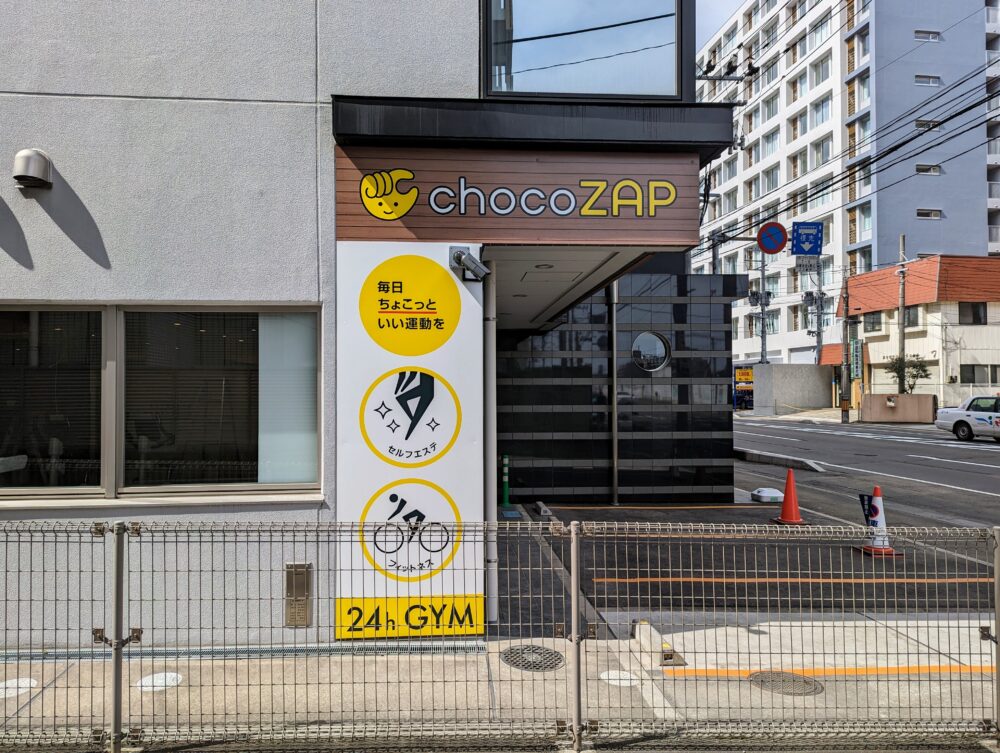 chocoZAP
毎日
ちょこっと
いい運動を
セルフエステ
フィットネス
24h GYM